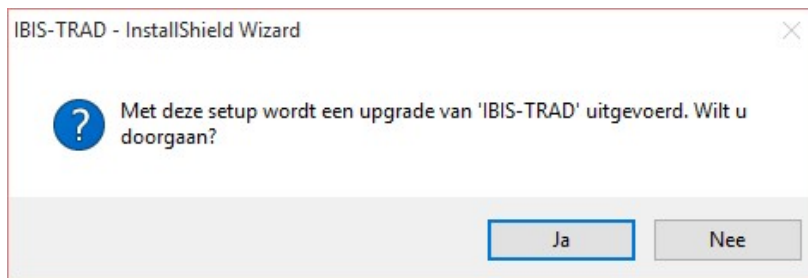 IBIS-TRAD - InstallShield Wizard
Met deze setup wordt een upgrade van 'IBIS-TRAD' uitgevoerd. Wilt u
doorgaan?
Ja
Nee